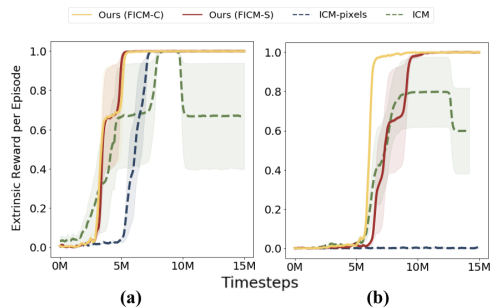 Ours (FICM-C) Ours (FICM-S) ICM-pixels ICM
Extrinsic Reward per Episode
1.0 1.0
0.8 0.8
0.6 0.6
0.4 0.4
0.2 0.2
0.0 0.0
0M 5M 10M 15M 0M 5M 10M 15M
Timesteps
(a) (b)